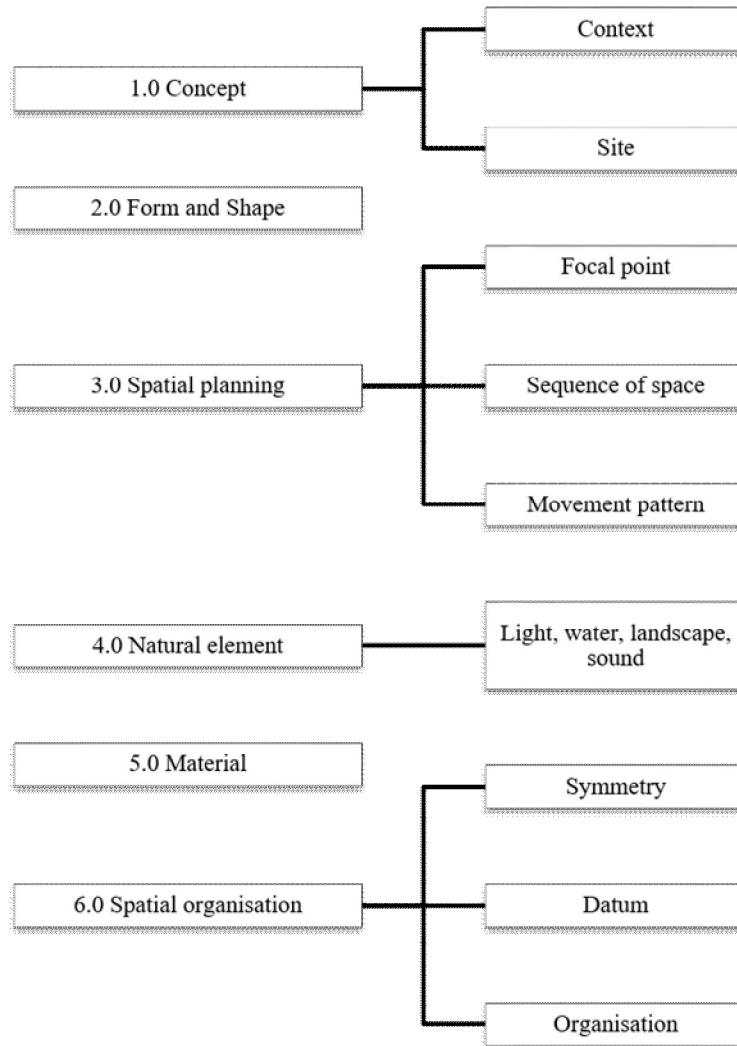 Context
1.0 Concept
Site
2.0 Form and Shape
Focal point
3.0 Spatial planning
Sequence of space
Movement pattern
4.0 Natural element
Light, water, landscape,
sound
5.0 Material
Symmetry
6.0 Spatial organisation
Datum
Organisation